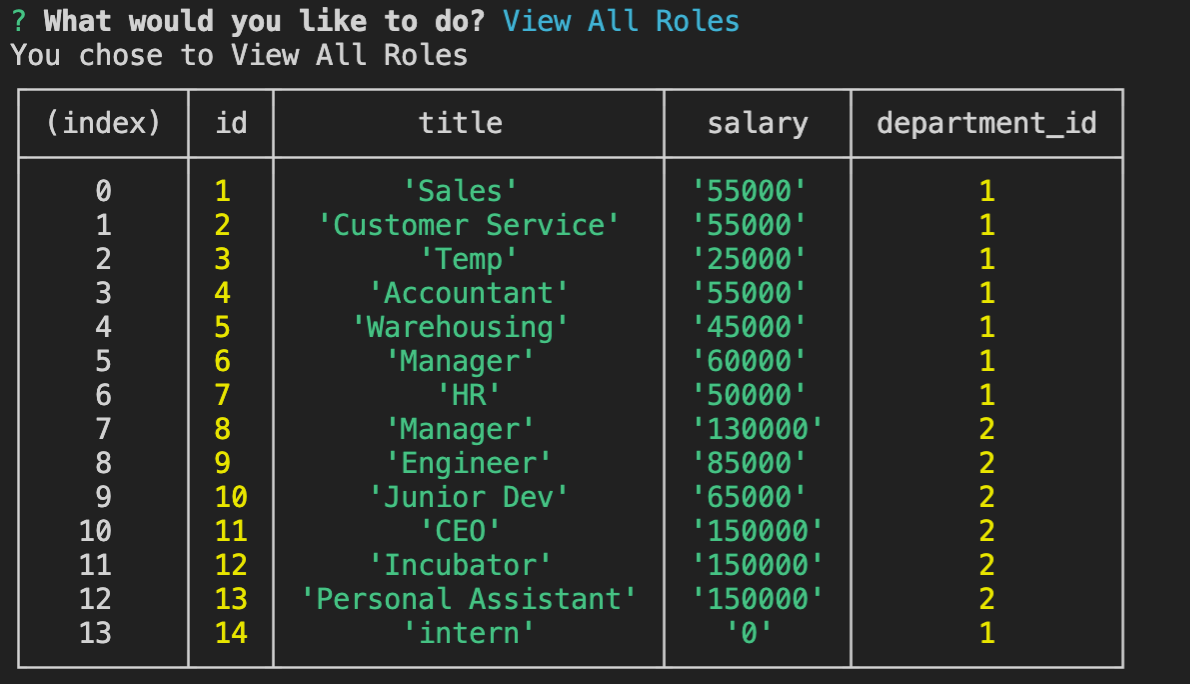 ? What would you like to do? View All Roles
You chose to View All Roles
(index) id title salary department_id
0 1 'Sales' '55000' 1
1 2 'Customer Service' '55000' 1
2 3 'Temp' '25000' 1
3 4 'Accountant' '55000' 1
4 5 'Warehousing' '45000' 1
5 6 'Manager' '60000' 1
6 7 'HR' '50000' 1
7 8 'Manager' '130000' 2
8 9 'Engineer' '85000' 2
9 10 'Junior Dev' '65000' 2
10 11 'CEO' '150000' 2
11 12 'Incubator' '150000' 2
12 13 'Personal Assistant' '150000' 2
13 14 'intern' '0' 1